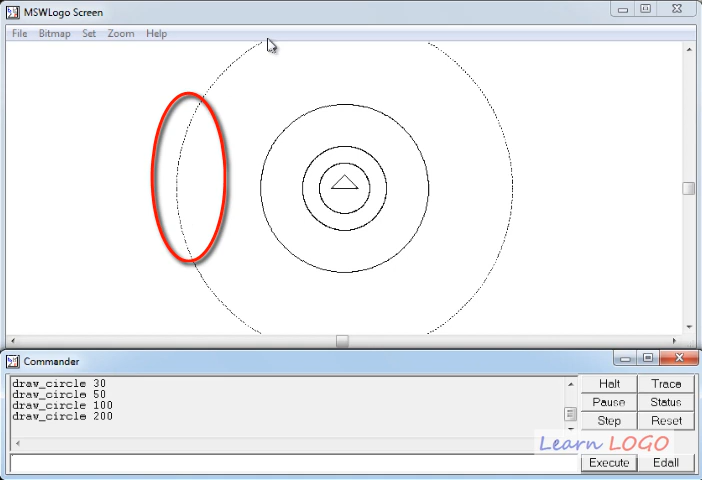 MSWLogo Screen
File Bitmap Set Zoom Help
Commander
draw_circle 30
draw_circle 50
draw_circle 100
draw_circle 200
Halt Trace
Pause Status
Step Reset
Learn LOGO
Execute Edall